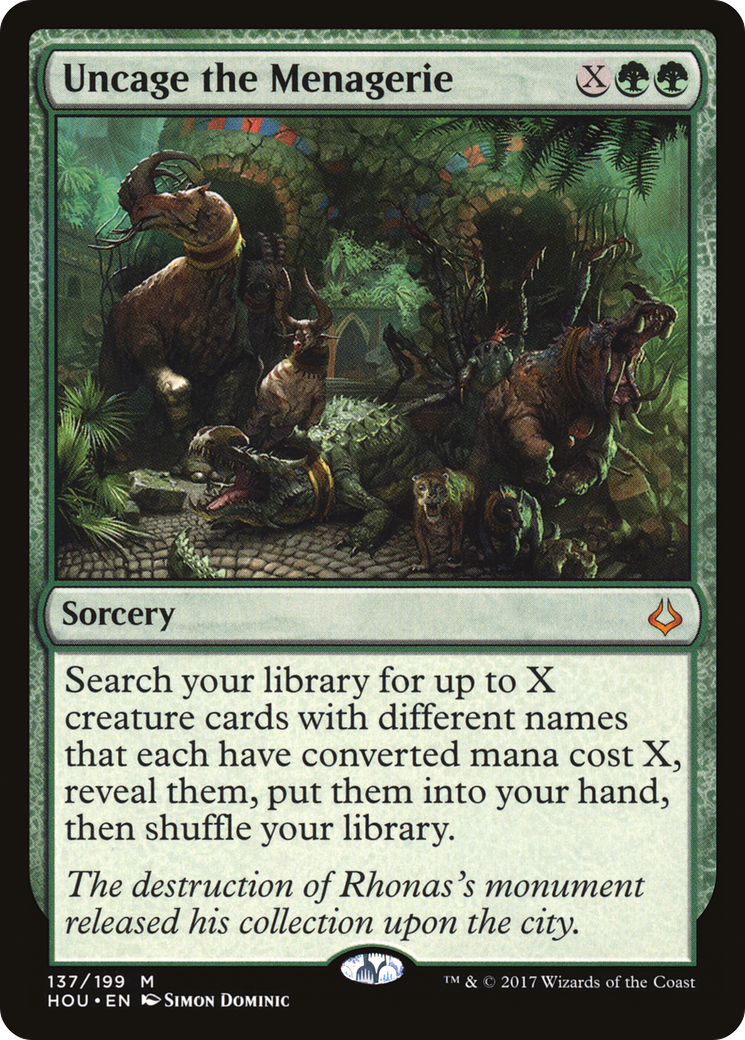 Uncage the Menagerie X
Sorcery
Search your library for up to X
creature cards with different names
that each have converted mana cost X,
reveal them, put them into your hand,
then shuffle your library.
The destruction of Rhonas's monument
released his collection upon the city.
137/199 M
HOU • EN Simon Dominic
™ & © 2017 Wizards of the Coast